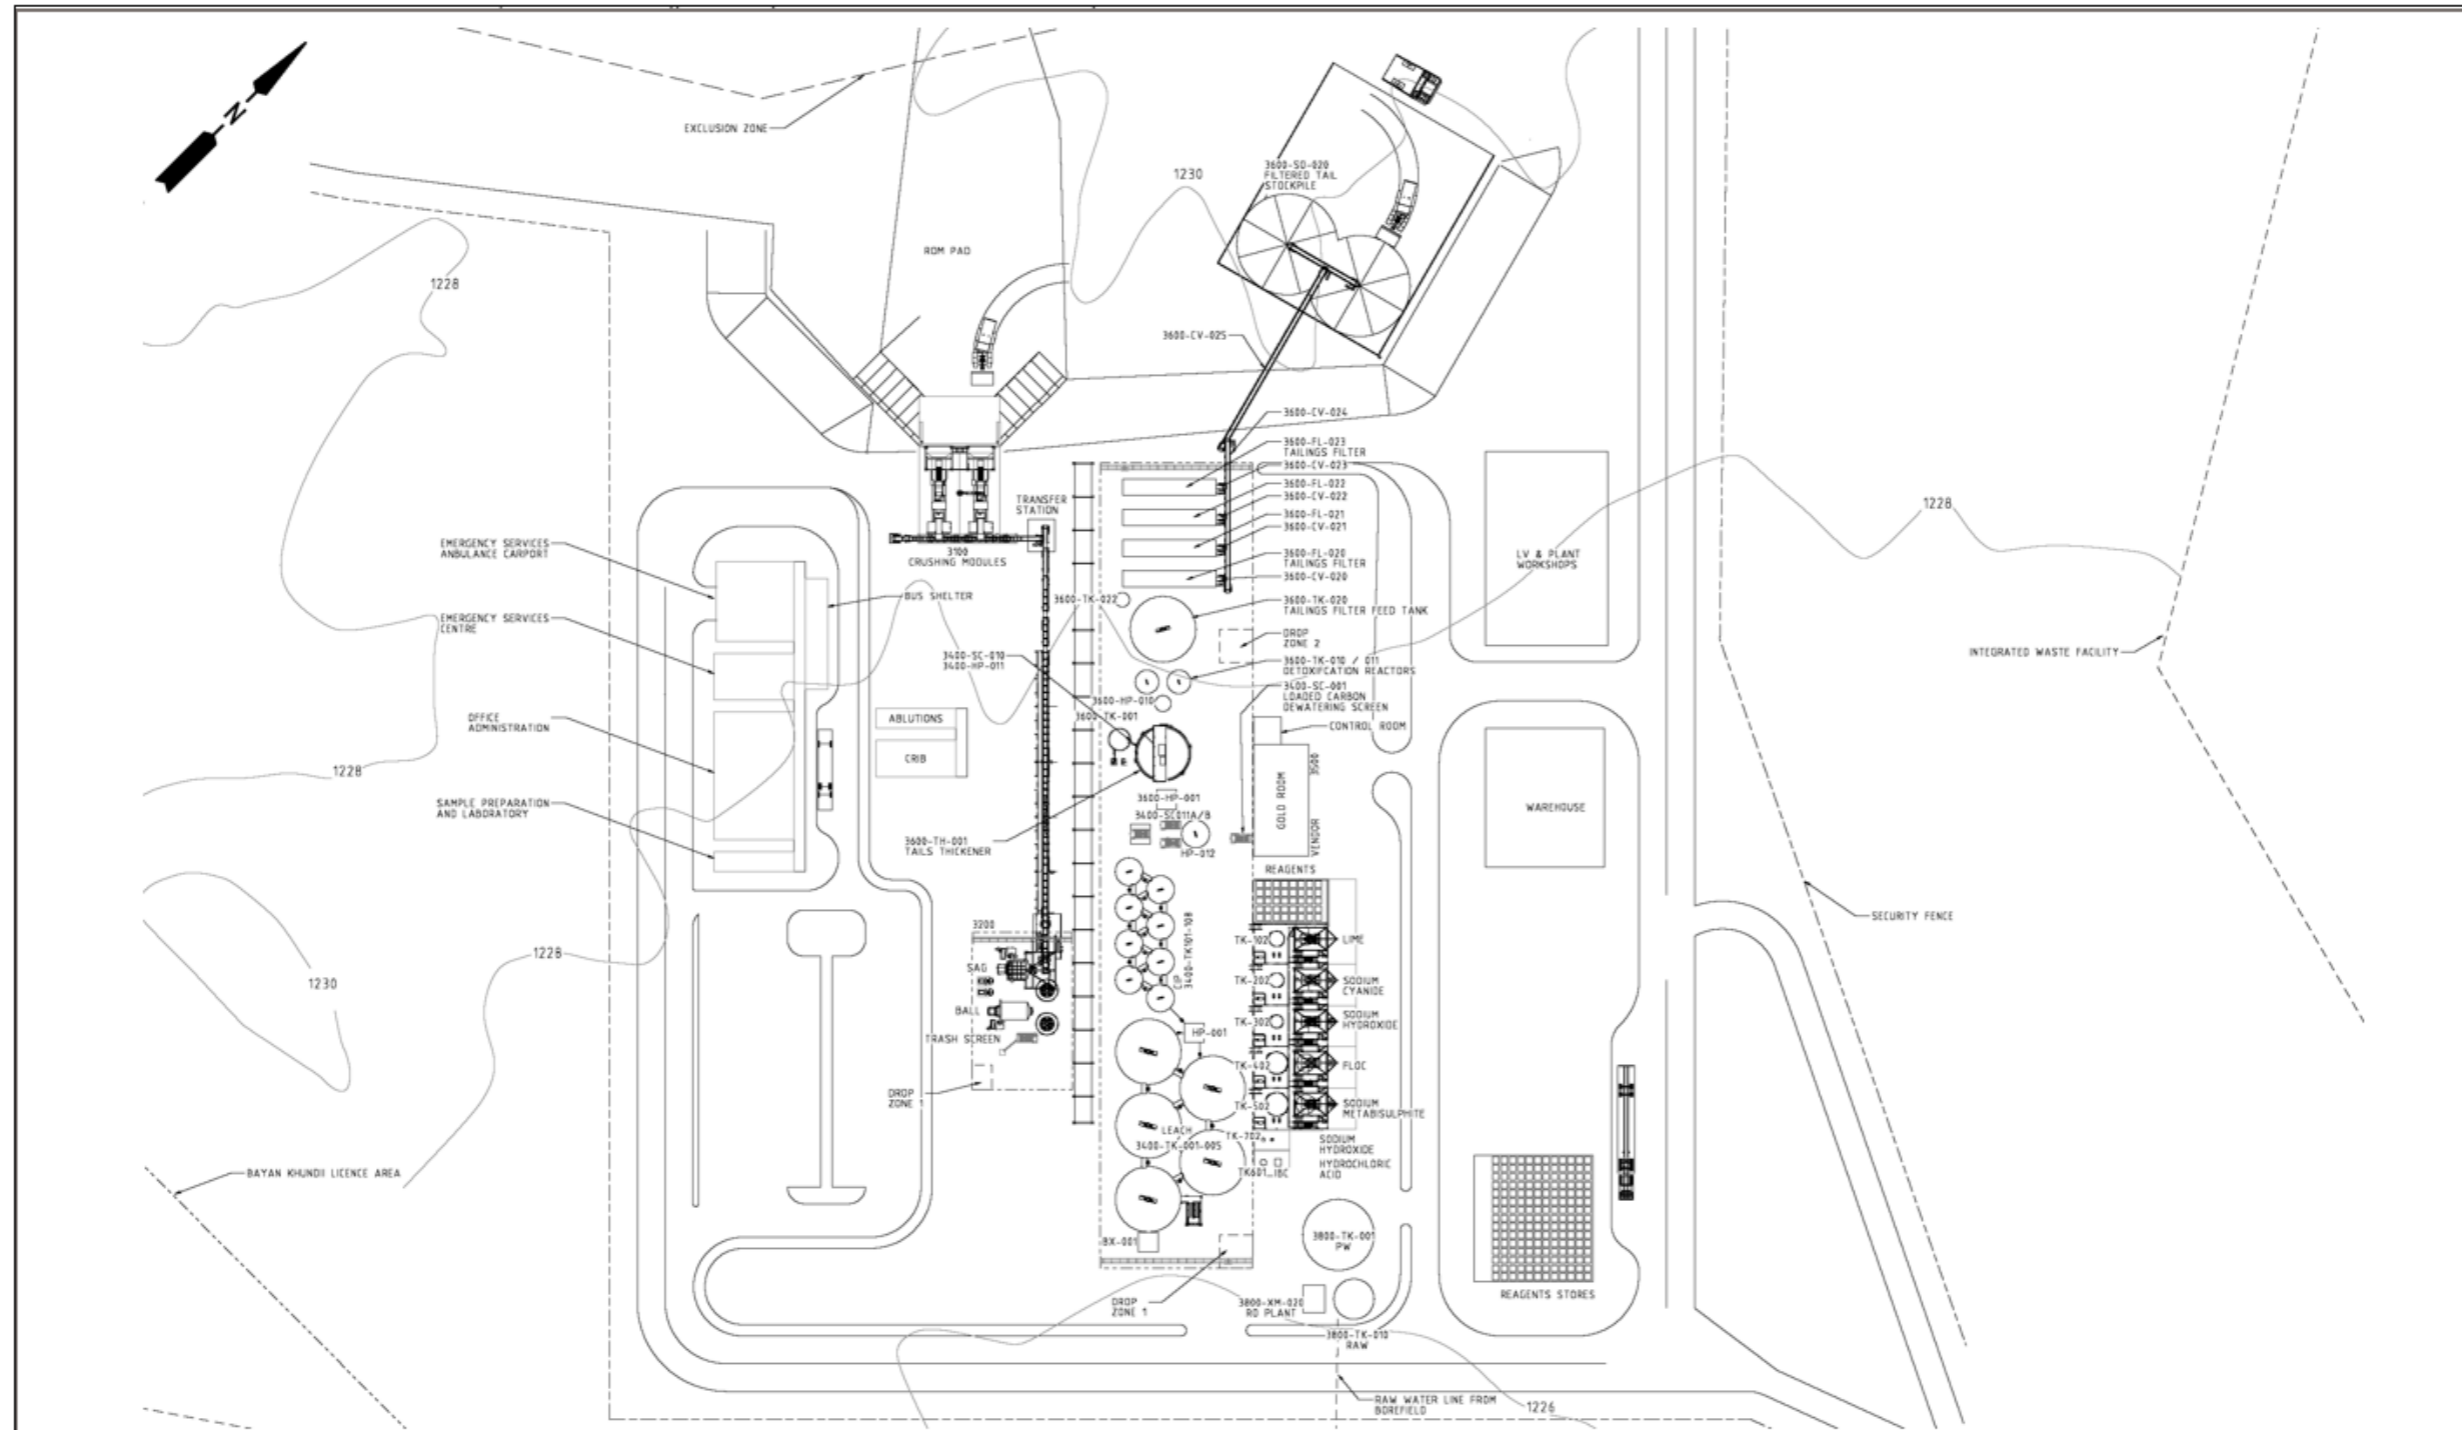 N
EXCLUSION ZONE
1230
3600-SO-020
FILTERED TAIL
STOCKPILE
ROM PAD
1228
3600-CV-025
3600-CV-024
3600-FL-023
TAILINGS FILTER
3600-CV-023
3600-FL-022
3600-CV-022
3600-FL-021
3600-CV-021
3600-FL-020
TAILINGS FILTER
3600-CV-020
TRANSFER
STATION
3100
CRUSHING MODULES
EMERGENCY SERVICES
ANBULANCE CARPORT
BUS SHELTER
EMERGENCY SERVICES
CENTRE
3600-TK-022
3600-TK-020
TAILINGS FILTER FEED TANK
DROP
ZONE 2
3400-SC-010
3400-HP-011
3600-TK-010 / 011
DETOXIFCATION REACTORS
3400-SC-001
LOADED CARBON
DEWATERING SCREEN
3600-HP-010
3600-TK-001
CONTROL ROOM
OFFICE
ADMINISTRATION
ABLUTIONS
CRIB
GOLD ROOM
3500
VENDOR
3600-HP-001
3400-SC011A/B
HP-012
SAMPLE PREPARATION
AND LABORATORY
3600-TH-001
TAILS THICKENER
LV & PLANT
WORKSHOPS
1228
INTEGRATED WASTE FACILITY
WAREHOUSE
SECURITY FENCE
1228
1228
1230
3200
SAG
BALL
TRASH SCREEN
DROP
ZONE 1
CIP
3400-TK101-108
HP-001
LEACH
3400-TK-001-005
BX-001
DROP
ZONE 1
REAGENTS
TK-102
LIME
TK-202
SODIUM
CYANIDE
TK-302
SODIUM
HYDROXIDE
TK-402
FLOC
TK-502
SODIUM
METABISULPHITE
TK-702
SODIUM
HYDROXIDE
TK601
IBC
HYDROCHLORIC
ACID
3800-TK-001
PW
3800-XM-020
RO PLANT
3800-TK-010
RAW
REAGENTS STORES
RAW WATER LINE FROM
BOREFIELD
1226
BAYAN KHUNDII LICENCE AREA